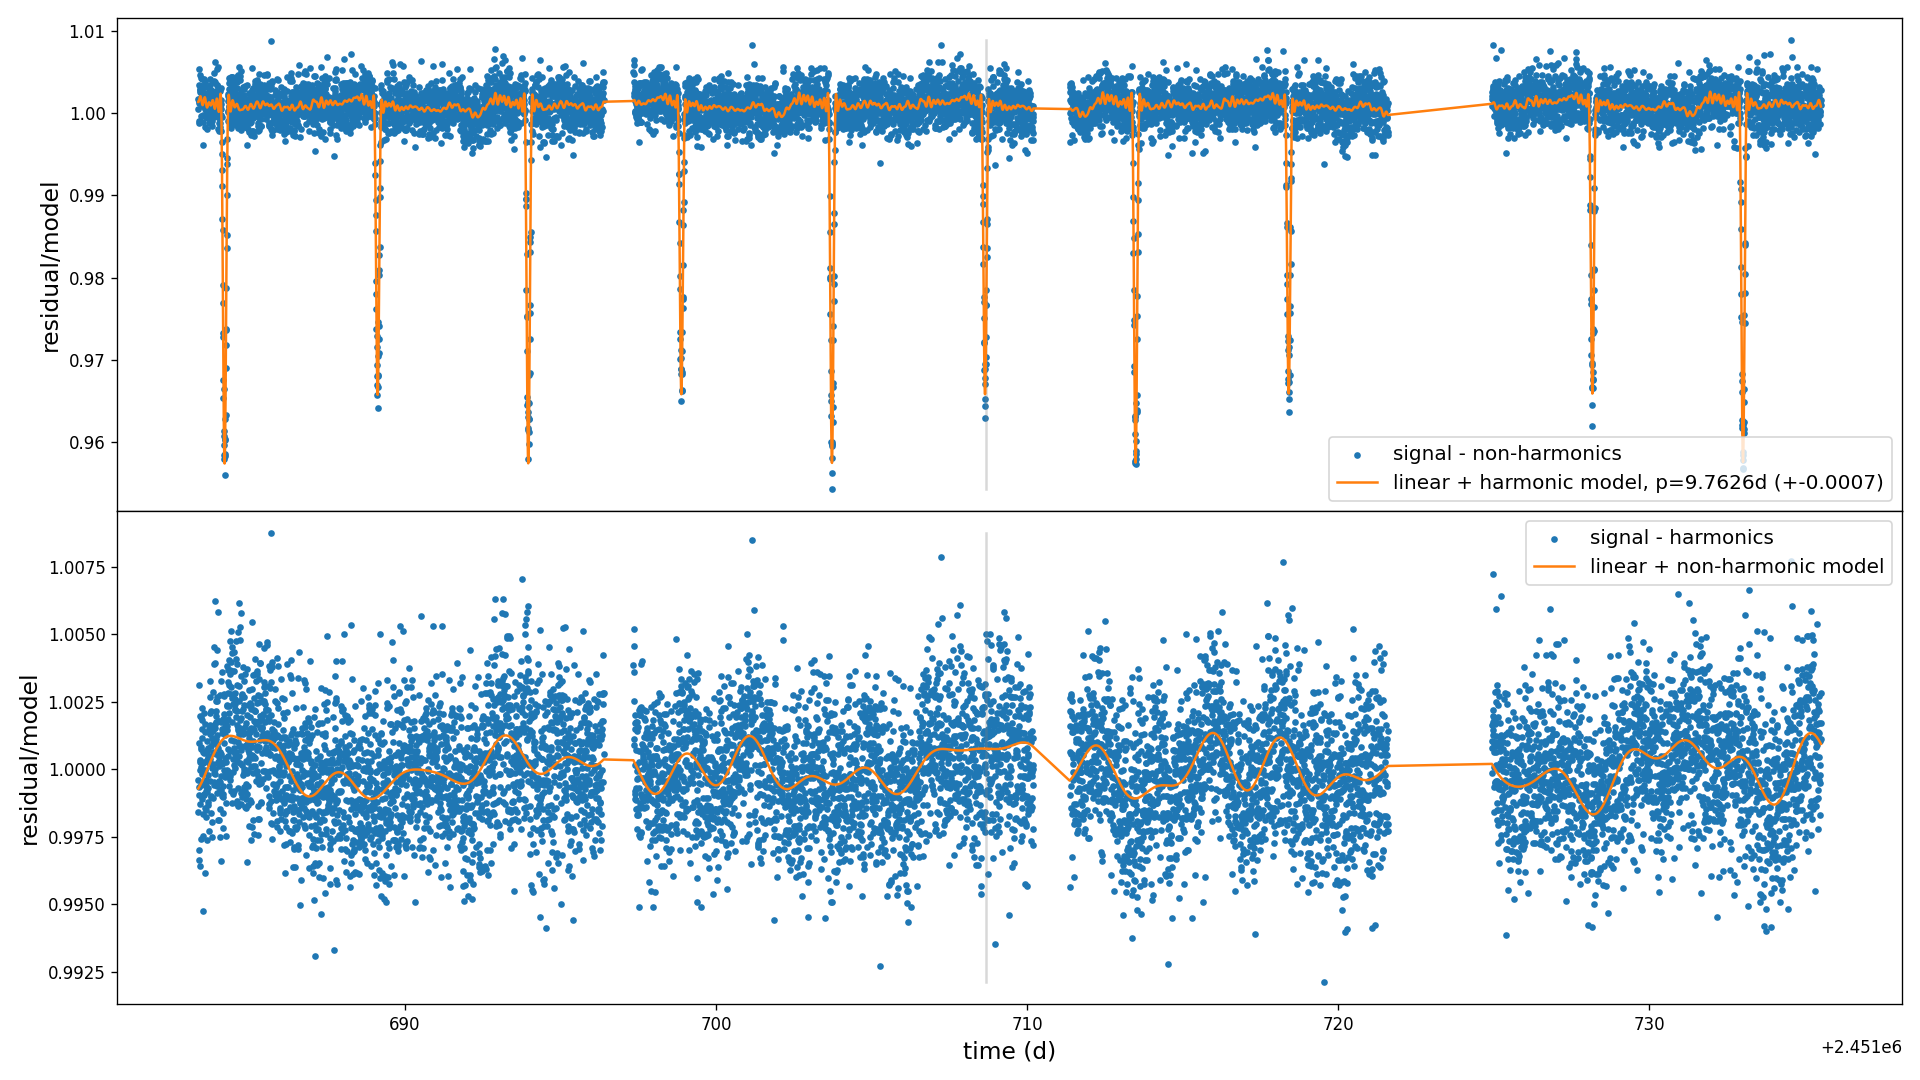 1.01
1.00
0.99
0.98
0.97
0.96
residual/model
signal - non-harmonics
linear + harmonic model, p=9.7626d (+-0.0007)
1.0075
1.0050
1.0025
1.0000
0.9975
0.9950
0.9925
residual/model
signal - harmonics
linear + non-harmonic model
690
700
710
720
730
time (d)
+2.451e6